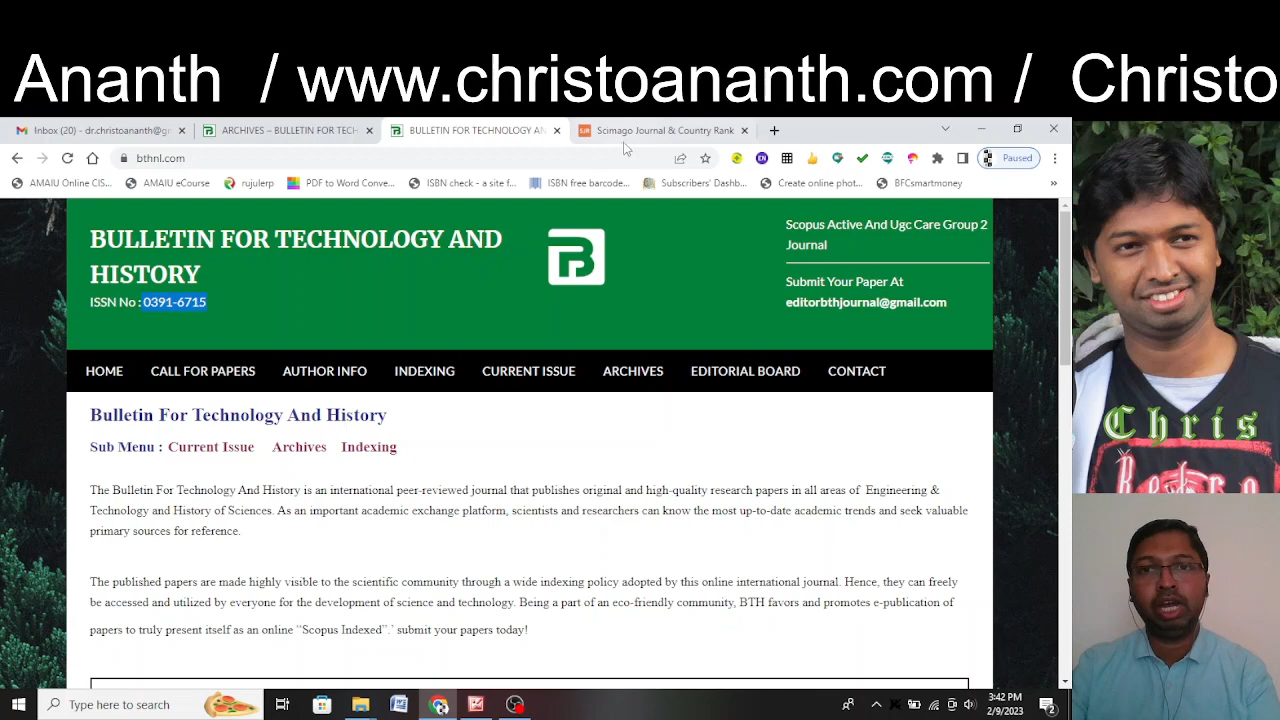 Ananth / www.christoananth.com / Christo
Inbox (20) - dr.christoananth@g
ARCHIVES – BULLETIN FOR TECH
BULLETIN FOR TECHNOLOGY AN
SJR Scimago Journal & Country Rank
bthnl.com
EN
Paused
AMAIU Online CIS...
AMAIU eCourse
rujulerp
PDF to Word Conve...
ISBN check - a site f...
ISBN free barcode...
Subscribers' Dashb...
Create online phot...
BFCsmartmoney
BULLETIN FOR TECHNOLOGY AND
HISTORY
ISSN No : 0391-6715
Scopus Active And Ugc Care Group 2
Journal
Submit Your Paper At
editorbthjournal@gmail.com
HOME CALL FOR PAPERS AUTHOR INFO INDEXING CURRENT ISSUE ARCHIVES EDITORIAL BOARD CONTACT
Bulletin For Technology And History
Sub Menu : Current Issue Archives Indexing
The Bulletin For Technology And History is an international peer-reviewed journal that publishes original and high-quality research papers in all areas of Engineering &
Technology and History of Sciences. As an important academic exchange platform, scientists and researchers can know the most up-to-date academic trends and seek valuable
primary sources for reference.
The published papers are made highly visible to the scientific community through a wide indexing policy adopted by this online international journal. Hence, they can freely
be accessed and utilized by everyone for the development of science and technology. Being a part of an eco-friendly community, BTH favors and promotes e-publication of
papers to truly present itself as an online “Scopus Indexed”.` submit your papers today!
Chris
Type here to search
3:42 PM
2/9/2023
2